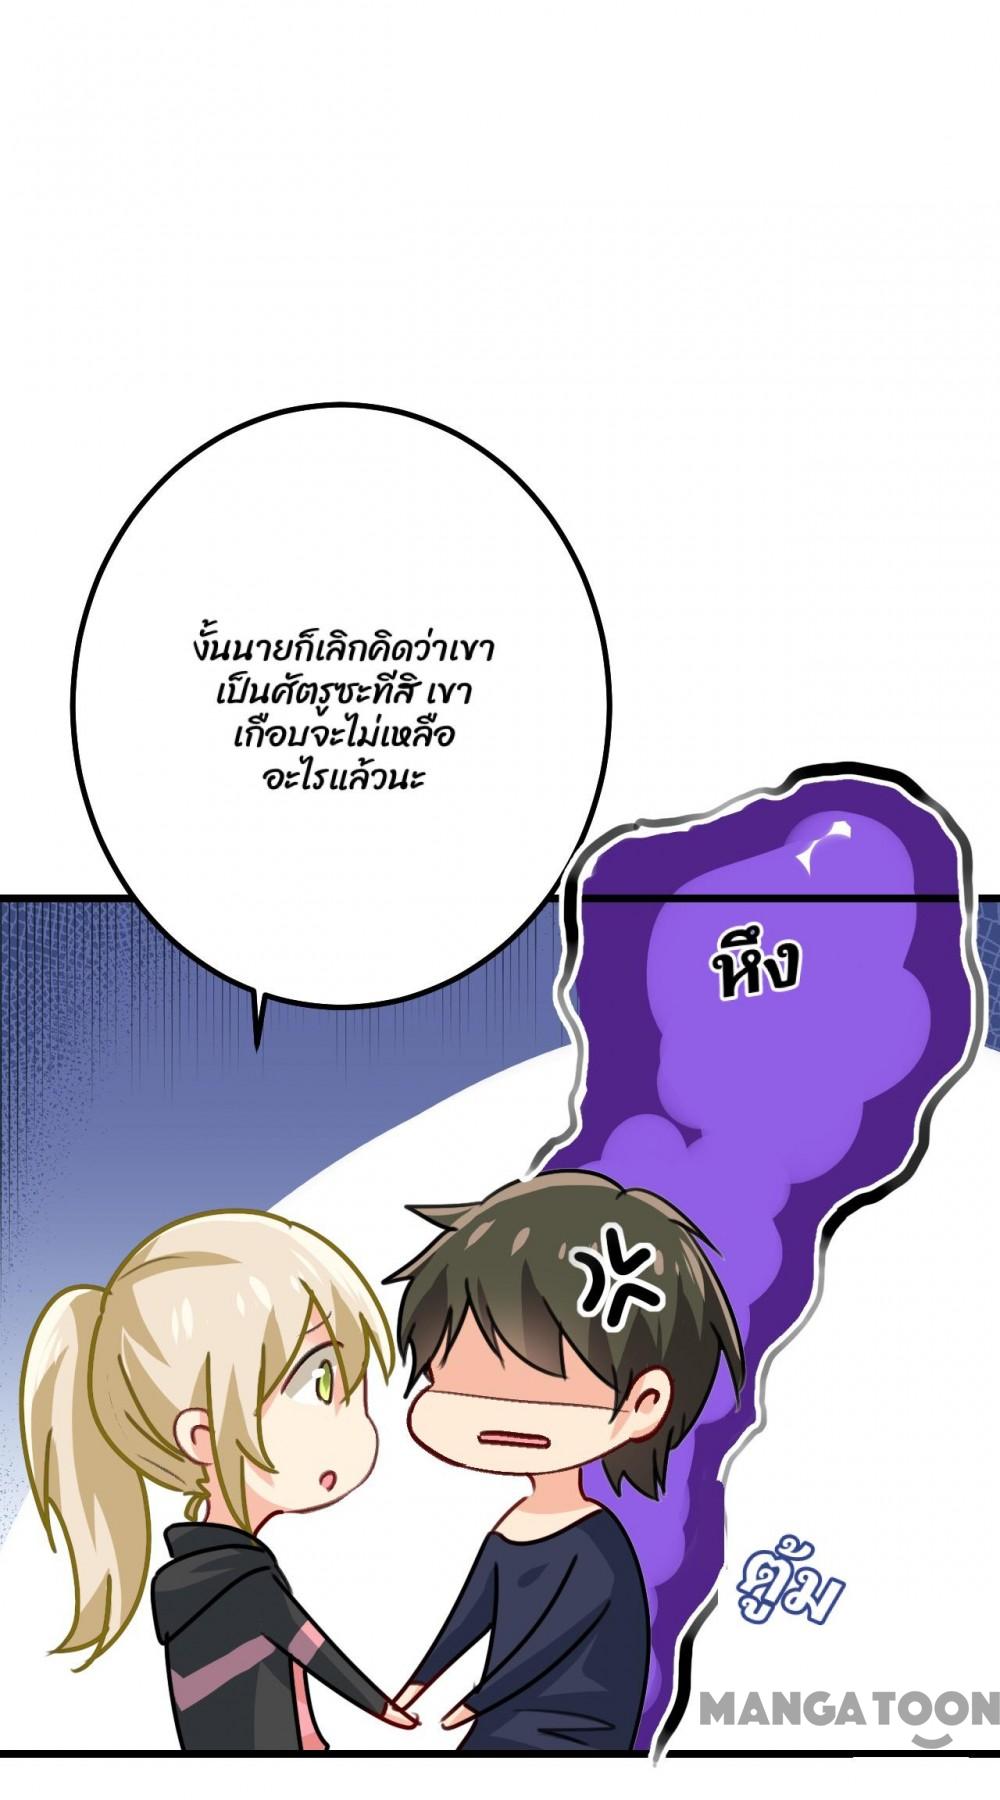 งั้นนายก็เลิกคิดว่าเขา
เป็นศัตรูซะทีสิ เขา
เกือบจะไม่เหลือ
อะไรแล้วนะ
หึง
ตุ้ม
MANGATOON